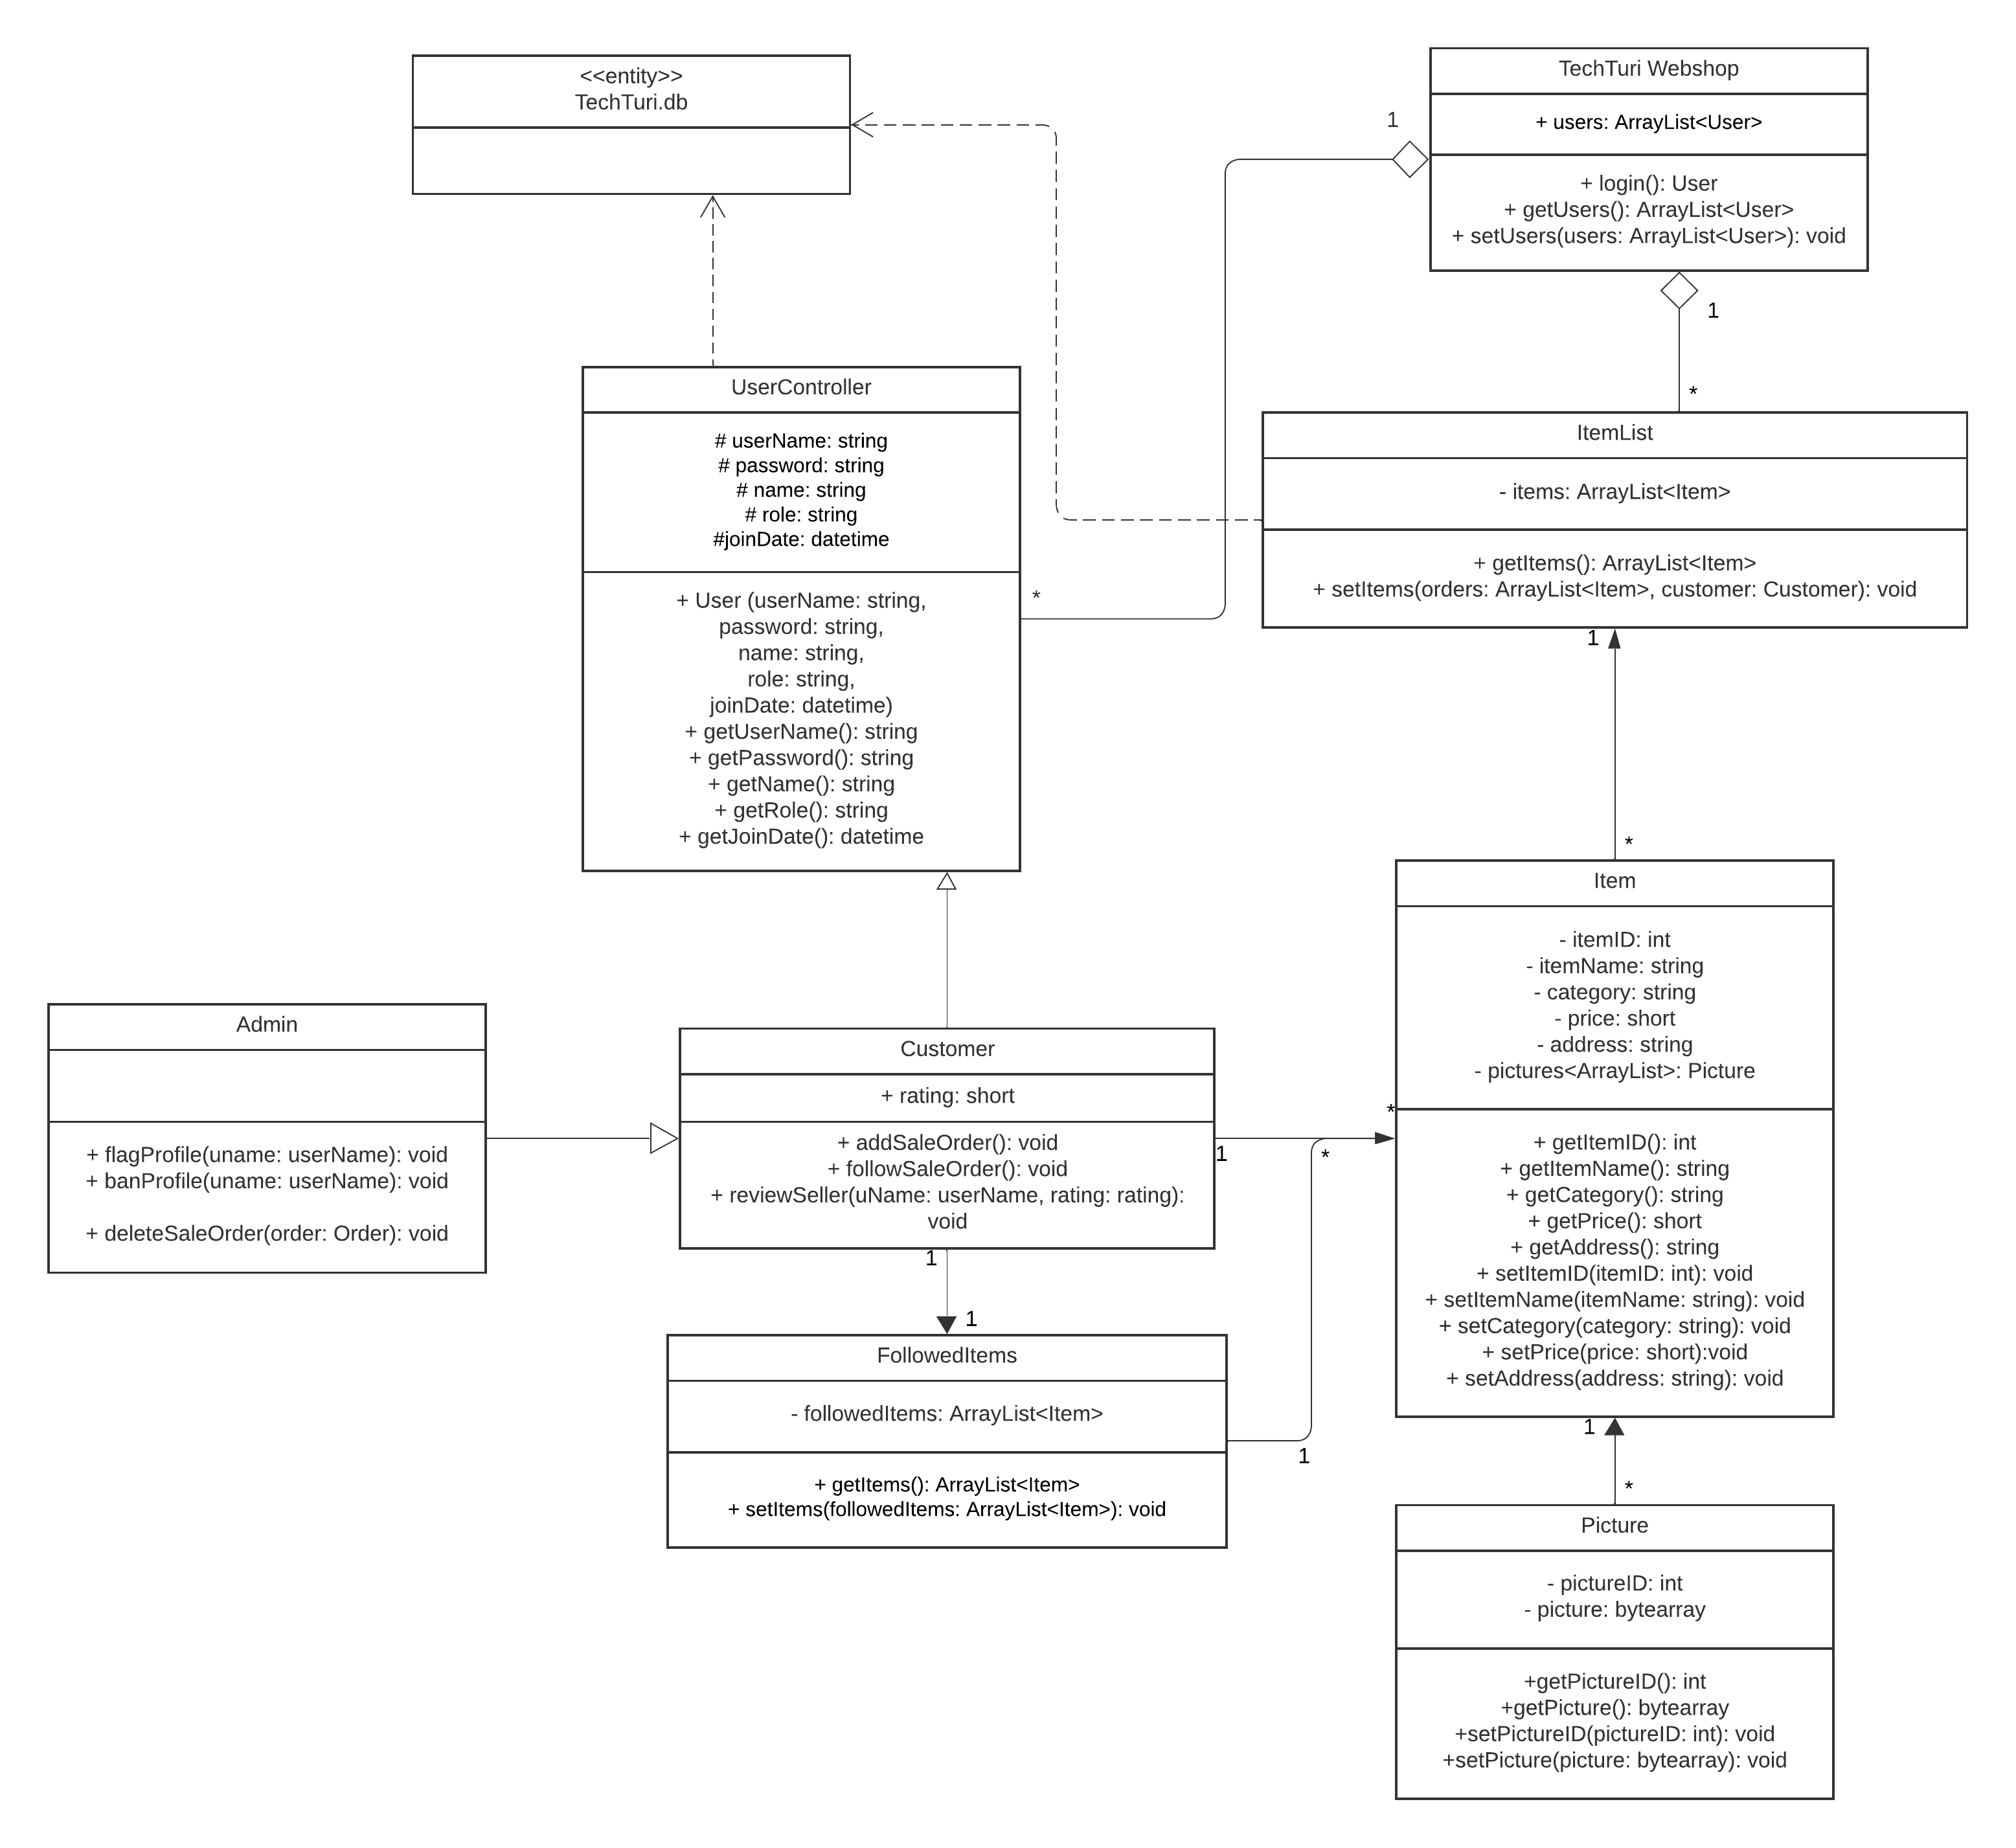 <<entity>>
TechTuri.db
TechTuri Webshop
+ users: ArrayList<User>
+ login(): User
+ getUsers(): ArrayList<User>
+ setUsers(users: ArrayList<User>): void
1
1
*
UserController
# userName: string
# password: string
# name: string
# role: string
#joinDate: datetime
+ User (userName: string,
password: string,
name: string,
role: string,
joinDate: datetime)
+ getUserName(): string
+ getPassword(): string
+ getName(): string
+ getRole(): string
+ getJoinDate(): datetime
*
ItemList
- items: ArrayList<Item>
+ getItems(): ArrayList<Item>
+ setItems(orders: ArrayList<Item>, customer: Customer): void
1
*
Item
- itemID: int
- itemName: string
- category: string
- price: short
- address: string
- pictures<ArrayList>: Picture
+ getItemID(): int
+ getItemName(): string
+ getCategory(): string
+ getPrice(): short
+ getAddress(): string
+ setItemID(itemID: int): void
+ setItemName(itemName: string): void
+ setCategory(category: string): void
+ setPrice(price: short):void
+ setAddress(address: string): void
Admin
+ flagProfile(uname: userName): void
+ banProfile(uname: userName): void
+ deleteSaleOrder(order: Order): void
Customer
+ rating: short
+ addSaleOrder(): void
+ followSaleOrder(): void
+ reviewSeller(uName: userName, rating: rating):
void
1
*
*
1
1
FollowedItems
- followedItems: ArrayList<Item>
+ getItems(): ArrayList<Item>
+ setItems(followedItems: ArrayList<Item>): void
1
1
*
Picture
- pictureID: int
- picture: bytearray
+getPictureID(): int
+getPicture(): bytearray
+setPictureID(pictureID: int): void
+setPicture(picture: bytearray): void